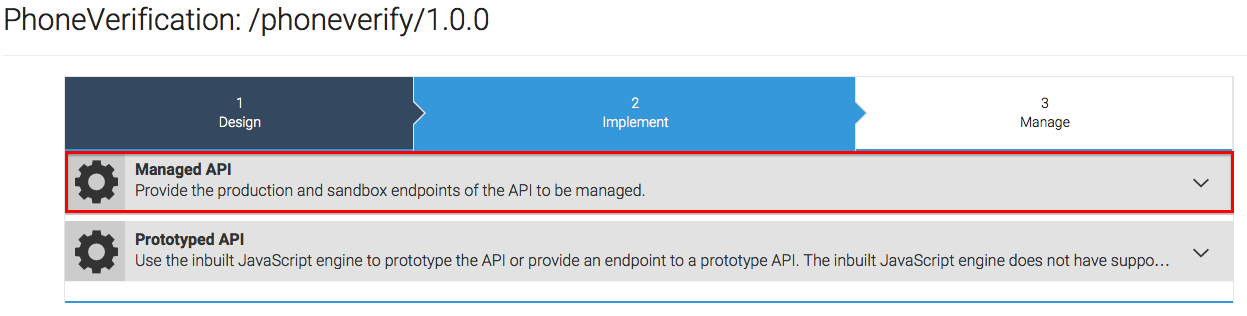 PhoneVerification: /phoneverify/1.0.0
1
Design
2
Implement
3
Manage
Managed API
Provide the production and sandbox endpoints of the API to be managed.
Prototyped API
Use the inbuilt JavaScript engine to prototype the API or provide an endpoint to a prototype API. The inbuilt JavaScript engine does not have suppo...